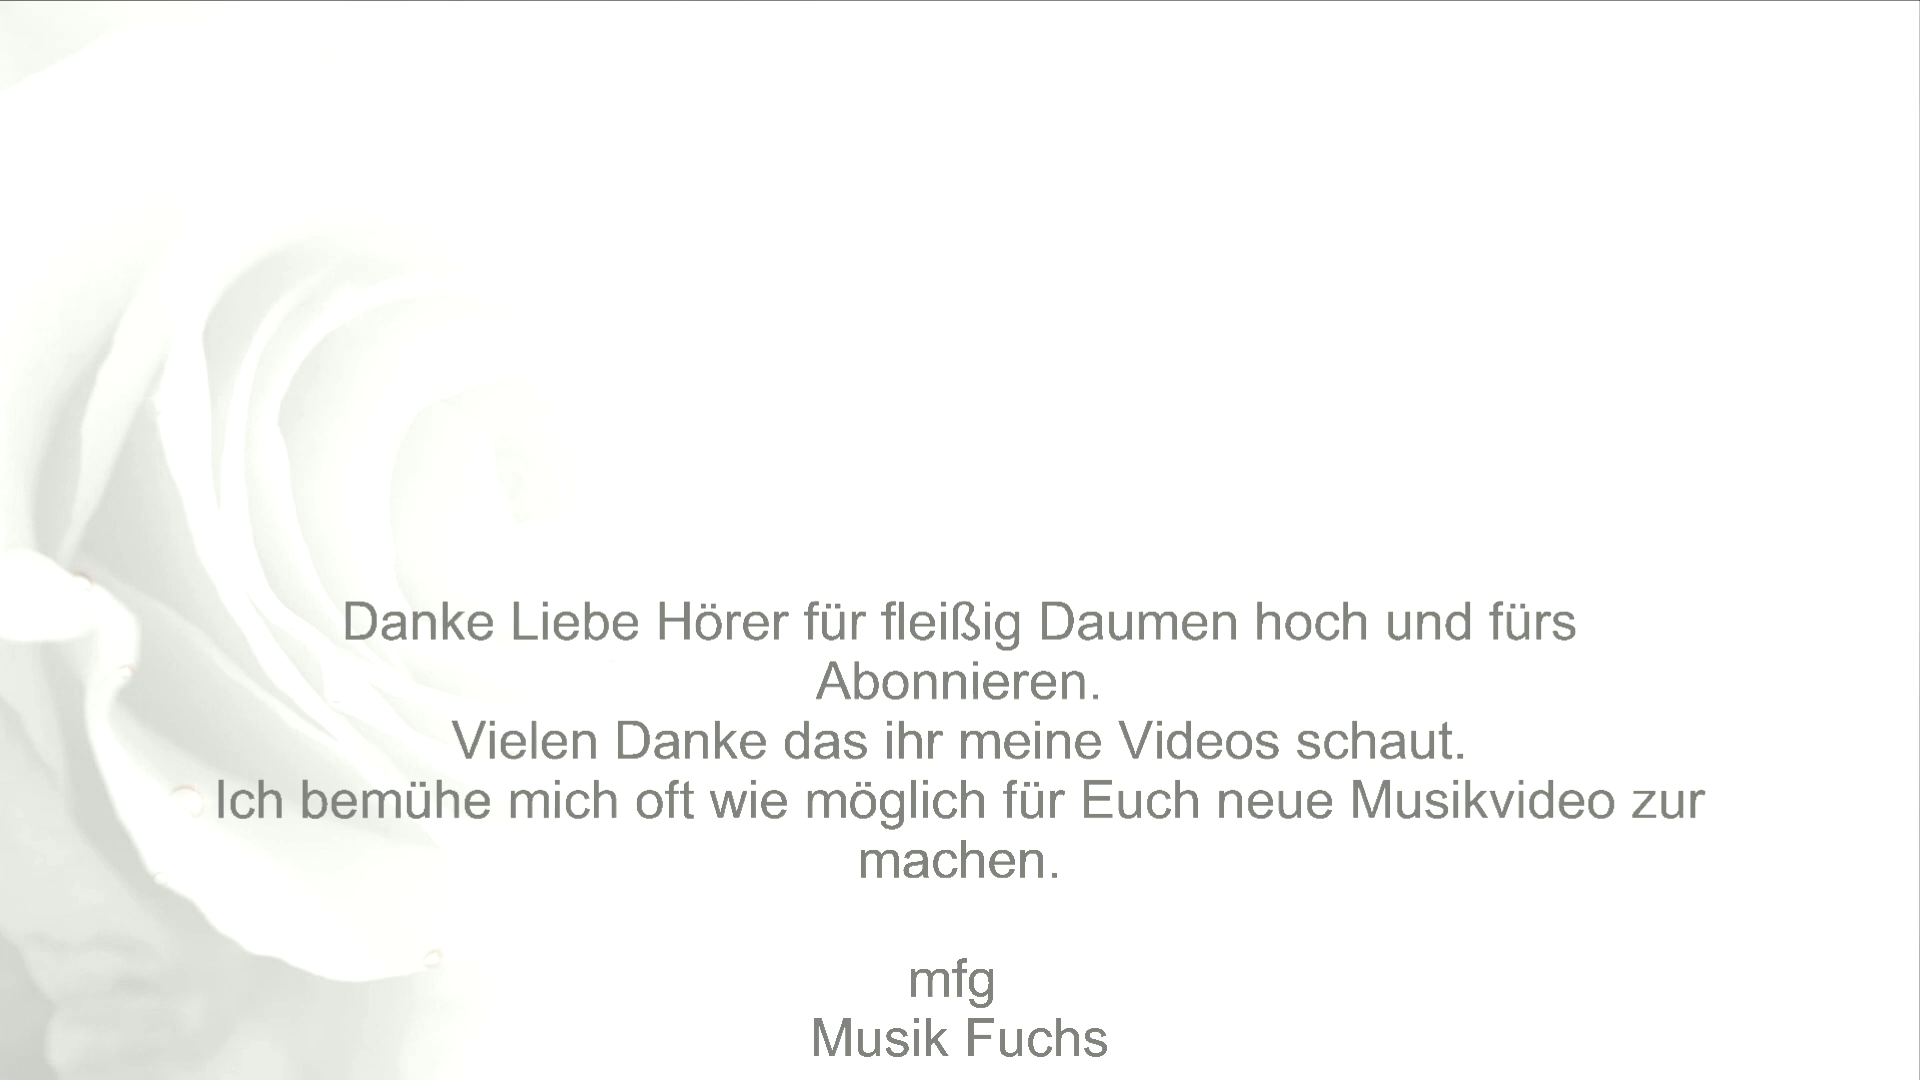 Danke Liebe Hörer für fleißig Daumen hoch und fürs
Abonnieren.
Vielen Danke das ihr meine Videos schaut.
Ich bemühe mich oft wie möglich für Euch neue Musikvideo zur
machen.
mfg
Musik Fuchs